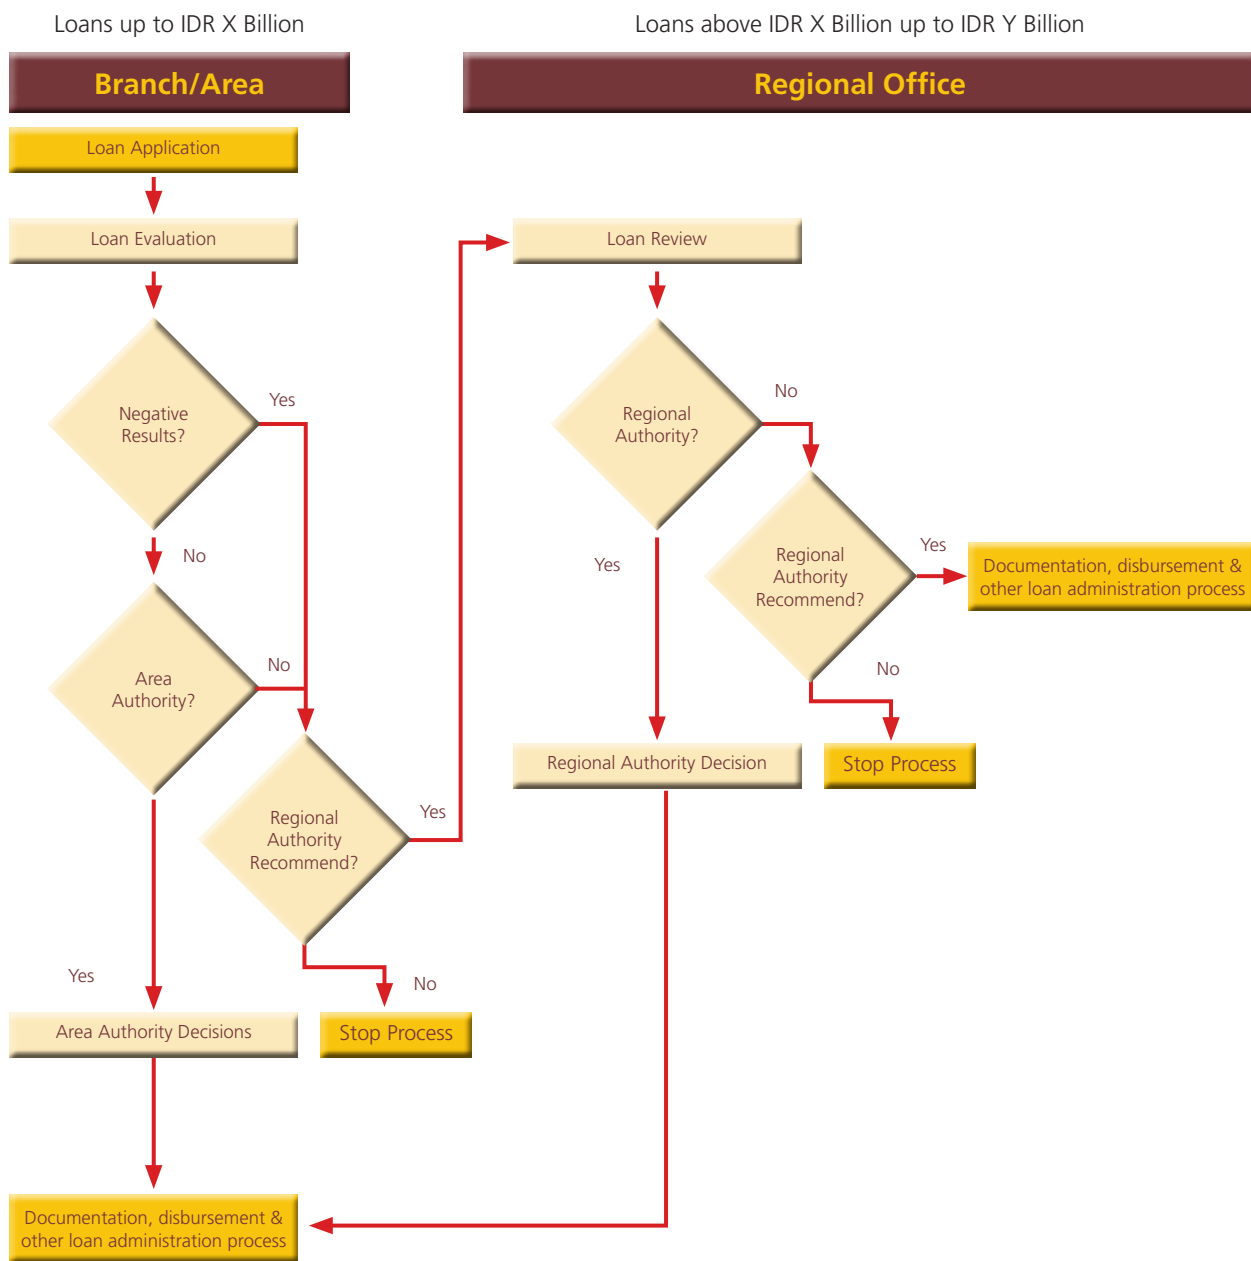 Loans up to IDR X Billion
Loans above IDR X Billion up to IDR Y Billion
Branch/Area
Regional Office
Loan Application
Loan Evaluation
Loan Review
Negative
Results?
Yes
No
Regional
Authority?
No
Yes
Regional
Authority
Recommend?
Yes
Documentation, disbursement &
other loan administration process
No
Area
Authority?
No
Yes
Regional Authority Decision
Stop Process
Regional
Authority
Recommend?
Yes
No
Area Authority Decisions
Stop Process
Documentation, disbursement &
other loan administration process